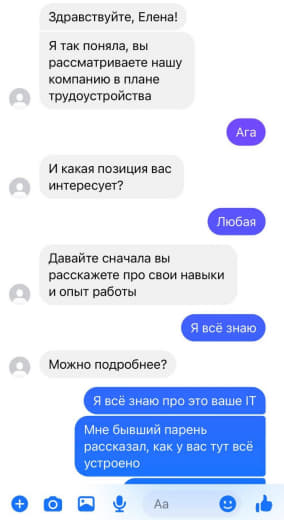 Здравствуйте, Елена!
Я так поняла, вы
рассматриваете нашу
компанию в плане
трудоустройства
Ага
И какая позиция вас
интересует?
Любая
Давайте сначала вы
расскажете про свои навыки
и опыт работы
Я всё знаю
Можно подробнее?
Я всё знаю про это ваше IT
Мне бывший парень
рассказал, как у вас тут всё
устроено
Aa